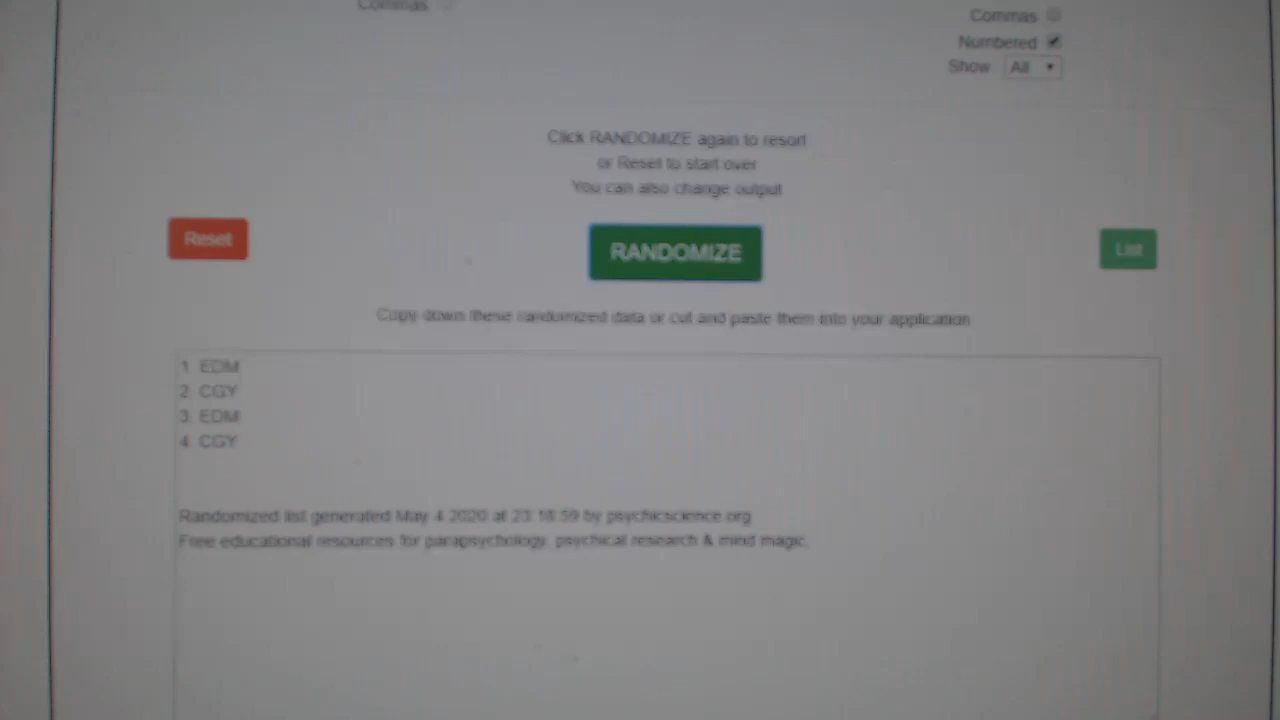 Commas
Commas
Numbered
Show All
Click RANDOMIZE again to resort
or Reset to start over
You can also change output
Reset
RANDOMIZE
List
Copy down these randomized data or cut and paste them into your application
1. EDM
2. CGY
3. EDM
4. CGY
Randomized list generated May 4 2020 at 23:18:59 by psychicscience.org
Free educational resources for parapsychology, psychical research & mind magic.